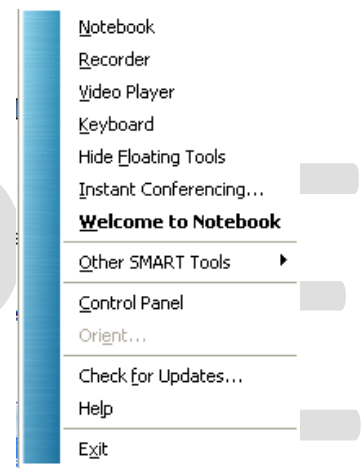 Notebook
Recorder
Video Player
Keyboard
Hide Floating Tools
Instant Conferencing...
Welcome to Notebook
Other SMART Tools
Control Panel
Orient...
Check for Updates...
Help
Exit